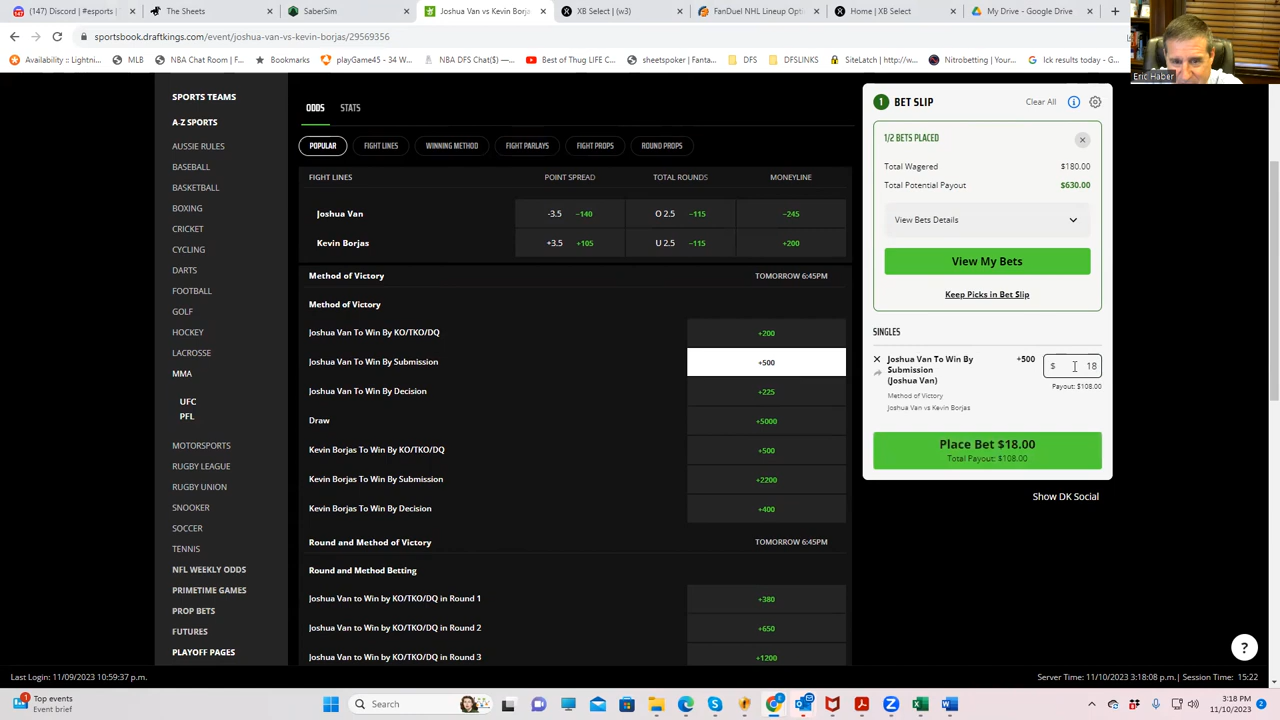 (147) Discord | #esports |
The Sheets
SaberSim
Joshua Van vs Kevin Borja
XB Select | (w3)
FanDuel NHL Lineup Opti
Home | XB Select
My Drive - Google Drive
sportsbook.draftkings.com/event/joshua-van-vs-kevin-borjas/29569356
Availability :: Lightni...
MLB
NBA Chat Room | F...
Bookmarks
playGame45 - 34 W...
NBA DFS Chat($)
Best driving LIFE C...
sheetspoker | Fanta...
DFS
DFS LINKS
SiteLatch | http://w...
Nitrobetting | Your...
lck results today - G...
Eric Haber
SPORTS TEAMS
A-Z SPORTS
AUSSIE RULES
BASEBALL
BASKETBALL
BOXING
CRICKET
CYCLING
DARTS
FOOTBALL
GOLF
HOCKEY
LACROSSE
MMA
UFC
PFL
MOTORSPORTS
RUGBY LEAGUE
RUGBY UNION
SNOOKER
SOCCER
TENNIS
NFL WEEKLY ODDS
PRIMETIME GAMES
PROP BETS
FUTURES
PLAYOFF PAGES
ODDS STATS
POPULAR FIGHT LINES WINNING METHOD FIGHT PARLAYS FIGHT PROPS ROUND PROPS
FIGHT LINES POINT SPREAD TOTAL ROUNDS MONEYLINE
Joshua Van -3.5 −140 O 2.5 −115 −245
Kevin Borjas +3.5 +105 U 2.5 −115 +200
Method of Victory TOMORROW 6:45PM
Method of Victory
Joshua Van To Win By KO/TKO/DQ +200
Joshua Van To Win By Submission +500
Joshua Van To Win By Decision +225
Draw +5000
Kevin Borjas To Win By KO/TKO/DQ +500
Kevin Borjas To Win By Submission +2200
Kevin Borjas To Win By Decision +400
Round and Method of Victory TOMORROW 6:45PM
Round and Method Betting
Joshua Van to Win by KO/TKO/DQ in Round 1 +380
Joshua Van to Win by KO/TKO/DQ in Round 2 +650
Joshua Van to Win by KO/TKO/DQ in Round 3 +1200
1 BET SLIP Clear All
1/2 BETS PLACED
Total Wagered $180.00
Total Potential Payout $630.00
View Bets Details
View My Bets
Keep Picks in Bet Slip
SINGLES
Joshua Van To Win By +500 $ 18
Submission
(Joshua Van) Payout: $108.00
Method of Victory
Joshua Van vs Kevin Borjas
Place Bet $18.00
Total Payout: $108.00
Show DK Social
?
Last Login: 11/09/2023 10:59:37 p.m. Server Time: 11/10/2023 3:18:08 p.m. | Session Time: 15:22
1
Top events
Event brief
Search
3:18 PM
11/10/2023
2